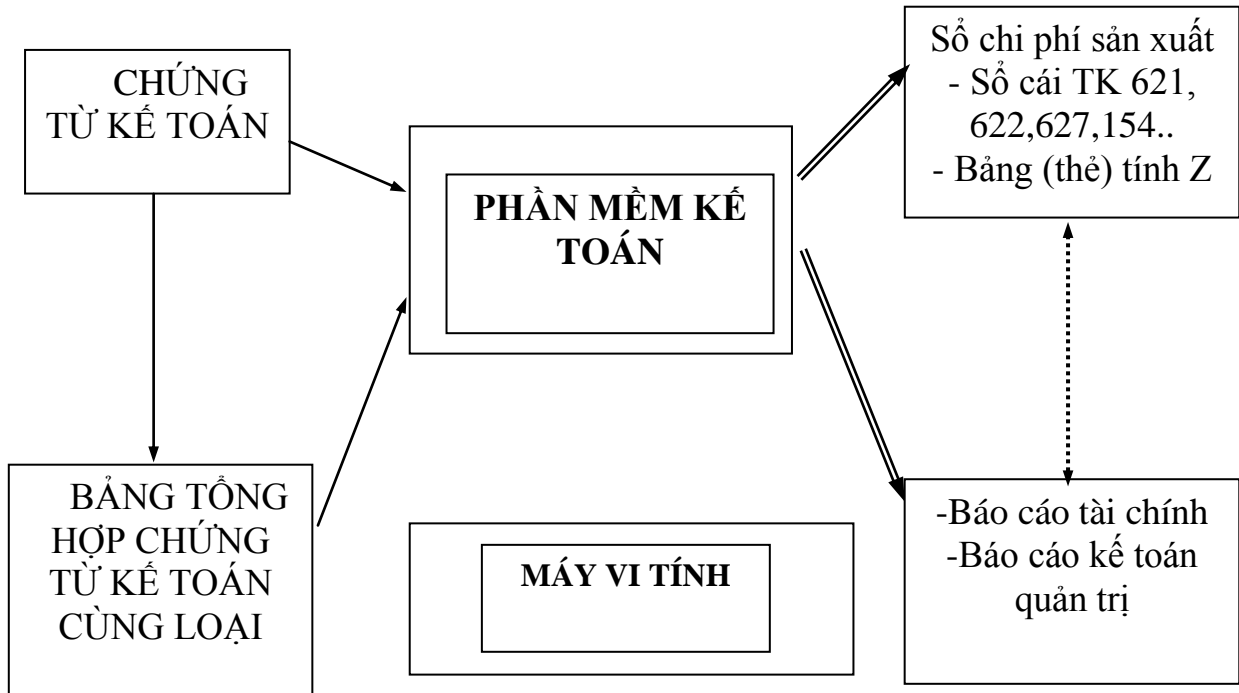 CHỨNG
TỪ KẾ TOÁN
BẢNG TỔNG
HỢP CHỨNG
TỪ KẾ TOÁN
CÙNG LOẠI
PHẦN MỀM KẾ
TOÁN
MÁY VI TÍNH
Sổ chi phí sản xuất
- Sổ cái TK 621,
622,627,154..
- Bảng (thẻ) tính Z
-Báo cáo tài chính
-Báo cáo kế toán
quản trị